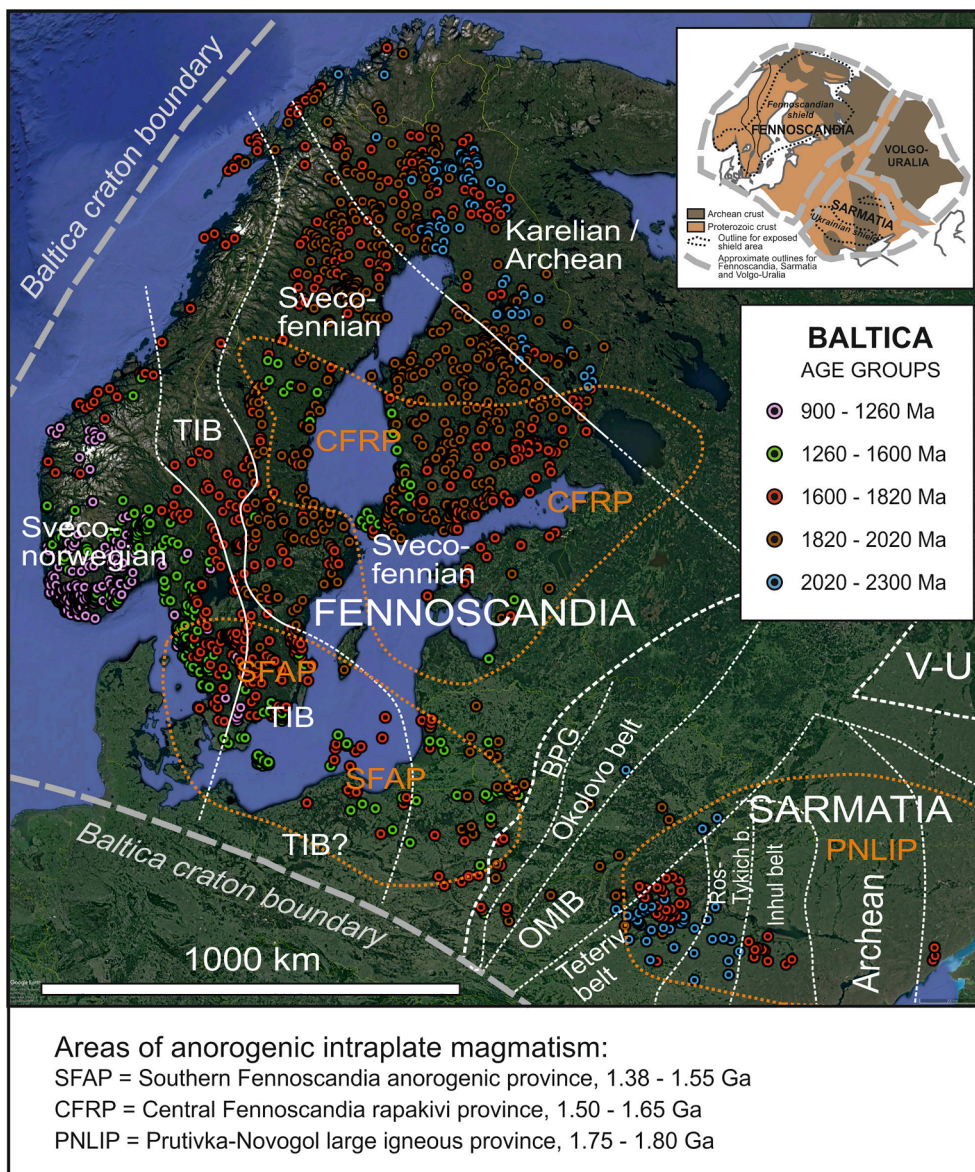 Baltica craton boundary
Fennoscandian
shield
FENNOSCANDIA
VOLGO-
URALIA
SARMATIA
Ukrainian shield
Archean crust
Proterozoic crust
Outline for exposed
shield area
Approximate outlines for
Fennoscandia, Sarmatia
and Volgo-Uralia
Karelian /
Archean
Sveco-
fennian
BALTICA
AGE GROUPS
900 - 1260 Ma
1260 - 1600 Ma
1600 - 1820 Ma
1820 - 2020 Ma
2020 - 2300 Ma
TIB
CFRP
CFRP
Sveco-
norwegian
Sveco-
fennian
FENNOSCANDIA
SFAP
TIB
V-U
BPG
Okolovo belt
SFAP
SARMATIA
PNLIP
TIB?
Baltica craton boundary
OMIB
Teteriv
belt
Ros-
Tykich b.
Inhul belt
Archean
1000 km
Google Earth
Areas of anorogenic intraplate magmatism:
SFAP = Southern Fennoscandia anorogenic province, 1.38 - 1.55 Ga
CFRP = Central Fennoscandia rapakivi province, 1.50 - 1.65 Ga
PNLIP = Prutivka-Novogol large igneous province, 1.75 - 1.80 Ga